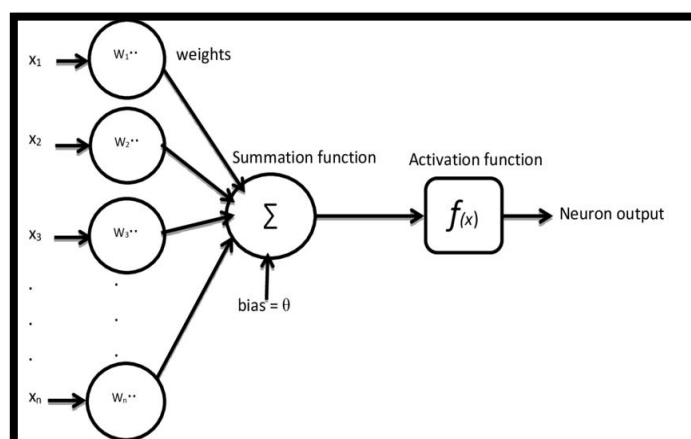 x₁
W₁..
weights
x₂
W₂..
Summation function
Activation function
x₃
W₃..
Σ
f(x)
Neuron output
bias = θ
xₙ
Wₙ..